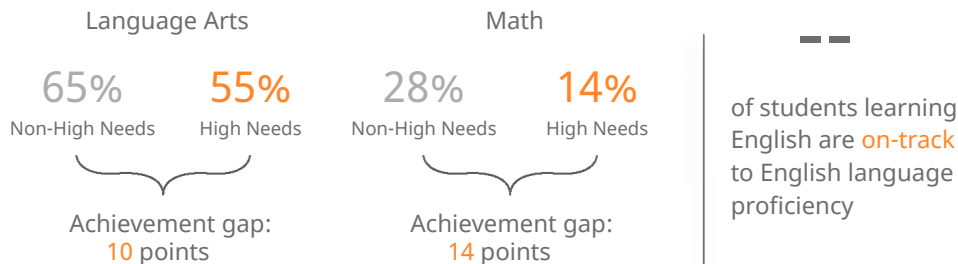 Language Arts
65%
Non-High Needs
55%
High Needs
Achievement gap:
10 points
Math
28%
Non-High Needs
14%
High Needs
Achievement gap:
14 points
--
of students learning
English are on-track
to English language
proficiency